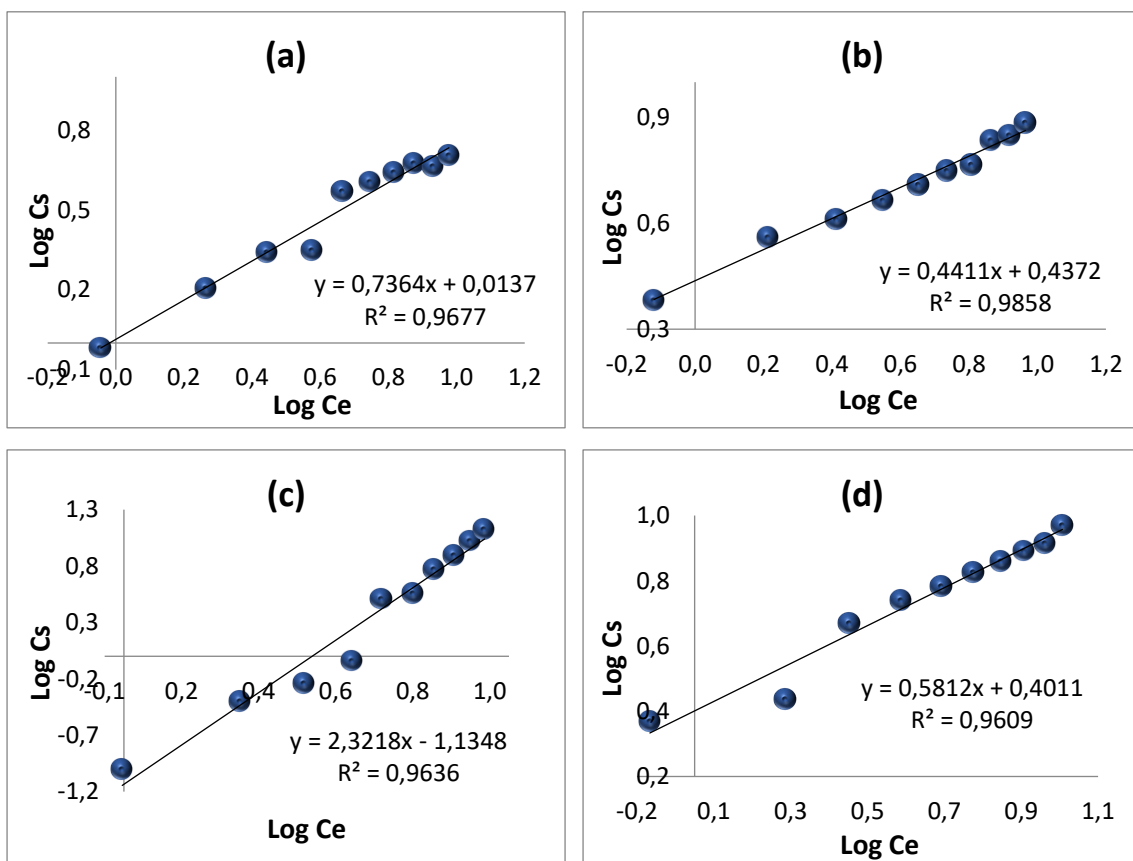 (a)
Log Cs
0,8
0,5
0,2
-0,1
y = 0,7364x + 0,0137
R² = 0,9677
-0,2 0,0 0,2 0,4 0,6 0,8 1,0 1,2
Log Ce
(b)
Log Cs
0,9
0,6
0,3
y = 0,4411x + 0,4372
R² = 0,9858
-0,2 0,0 0,2 0,4 0,6 0,8 1,0 1,2
Log Ce
(c)
Log Cs
1,3
0,8
0,3
-0,2
-0,7
-1,2
-0,1 0,2 0,4 0,6 0,8 1,0
y = 2,3218x - 1,1348
R² = 0,9636
Log Ce
(d)
Log Cs
1,0
0,8
0,6
0,4
0,2
y = 0,5812x + 0,4011
R² = 0,9609
-0,2 0,1 0,3 0,5 0,7 0,9 1,1
Log Ce